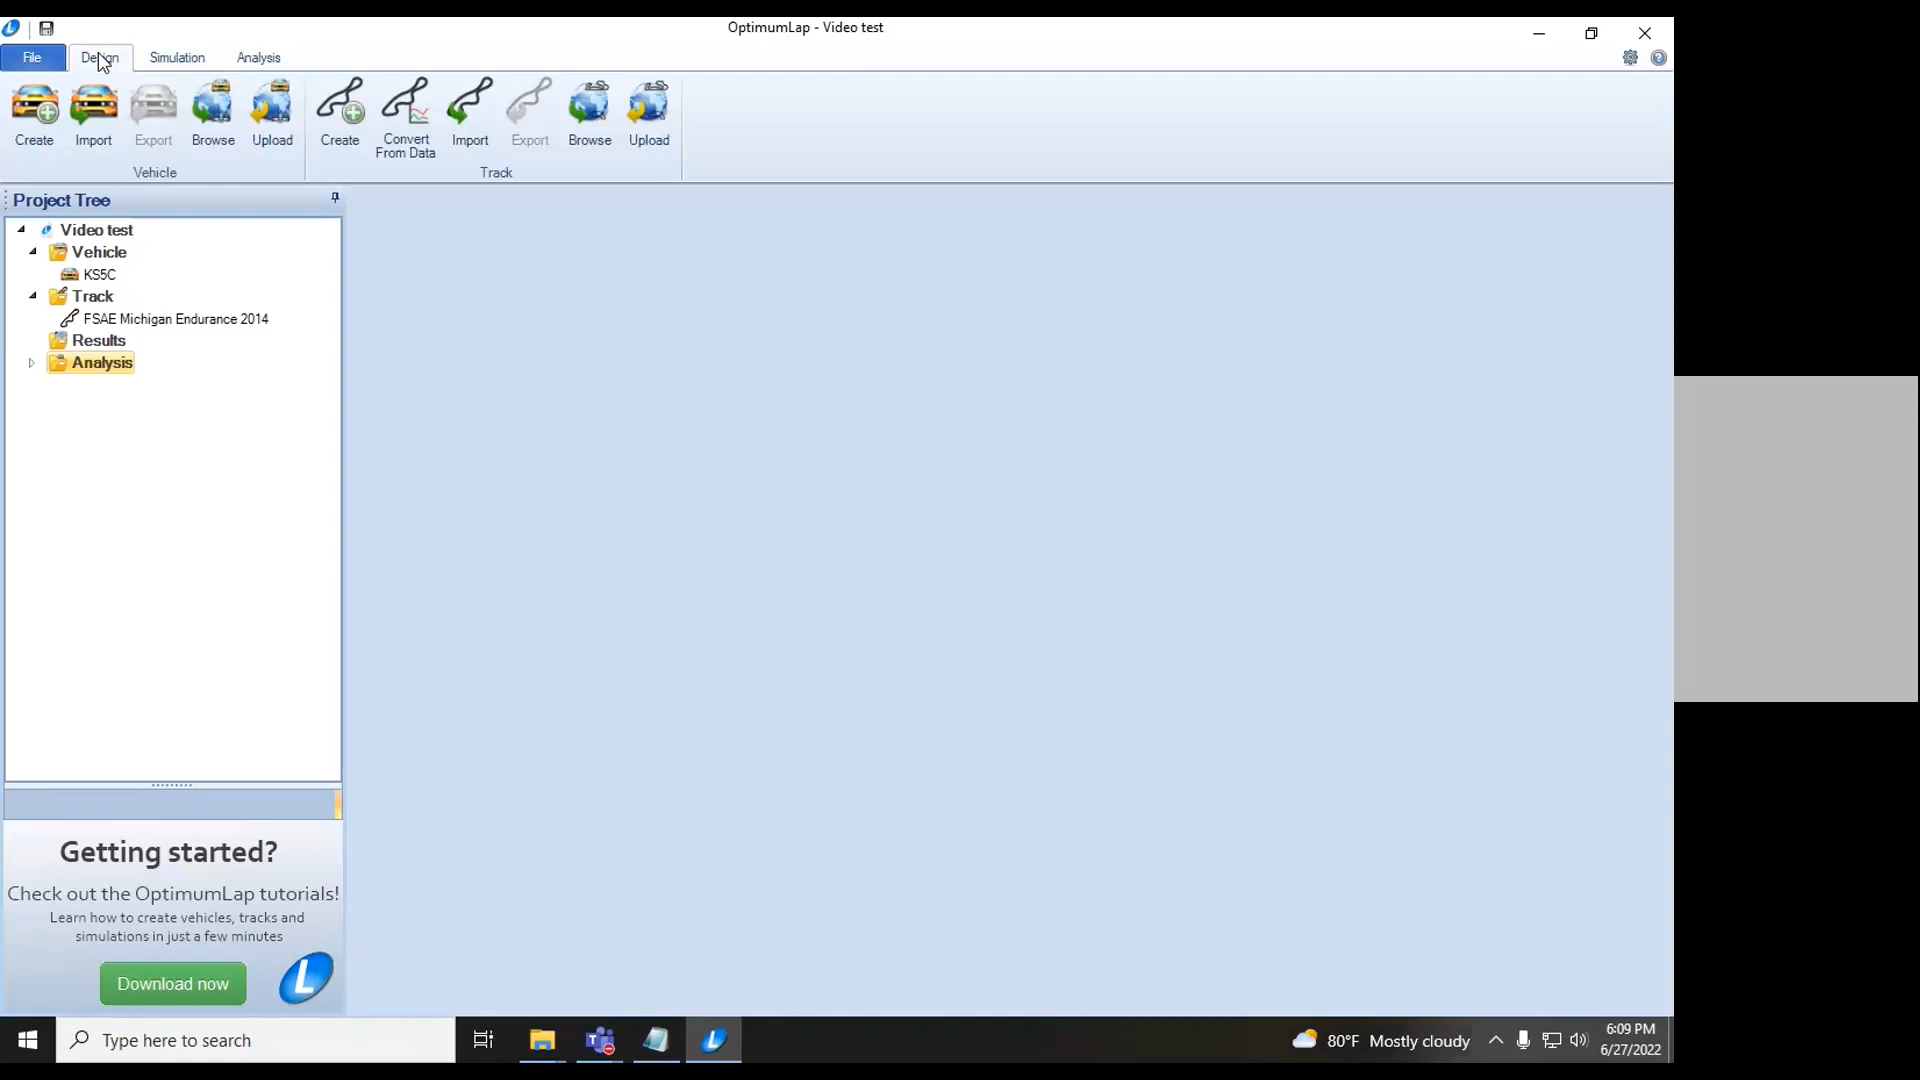 OptimumLap - Video test
File Design Simulation Analysis
Create Import Export Browse Upload Create Convert From Data Import Export Browse Upload
Vehicle Track
Project Tree
Video test
Vehicle
KS5C
Track
FSAE Michigan Endurance 2014
Results
Analysis
Getting started?
Check out the OptimumLap tutorials!
Learn how to create vehicles, tracks and
simulations in just a few minutes
Download now
L
Type here to search
80°F Mostly cloudy
6:09 PM
6/27/2022